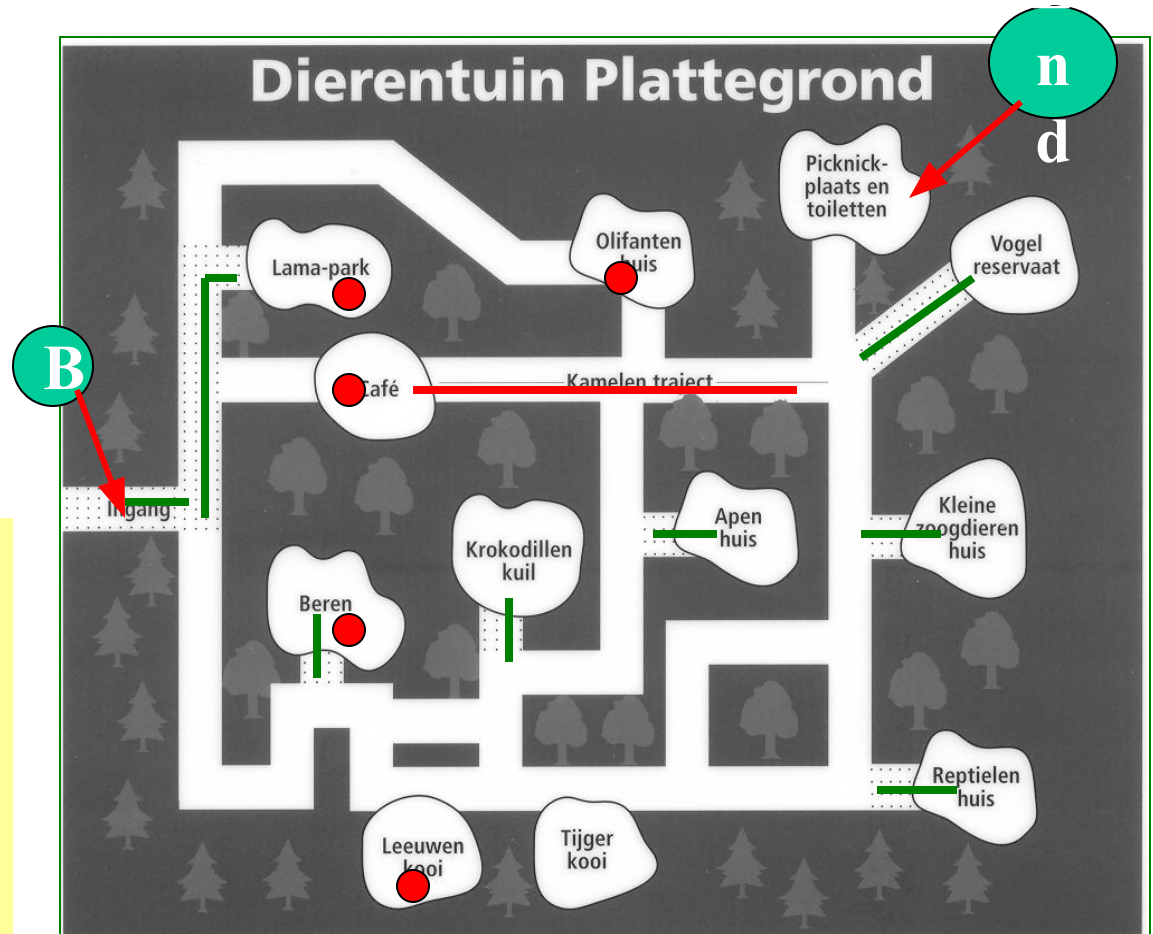 Dierentuin Plattegrond
n
d
Picknick-
plaats en
toiletten
Olifanten
huis
Vogel
reservaat
Lama-park
B
Café
Kamelen traject
Ingang
Apen
huis
Kleine
zoogdieren
huis
Krokodillen
kuil
Beren
Reptielen
huis
Leeuwen
kooi
Tijger
kooi